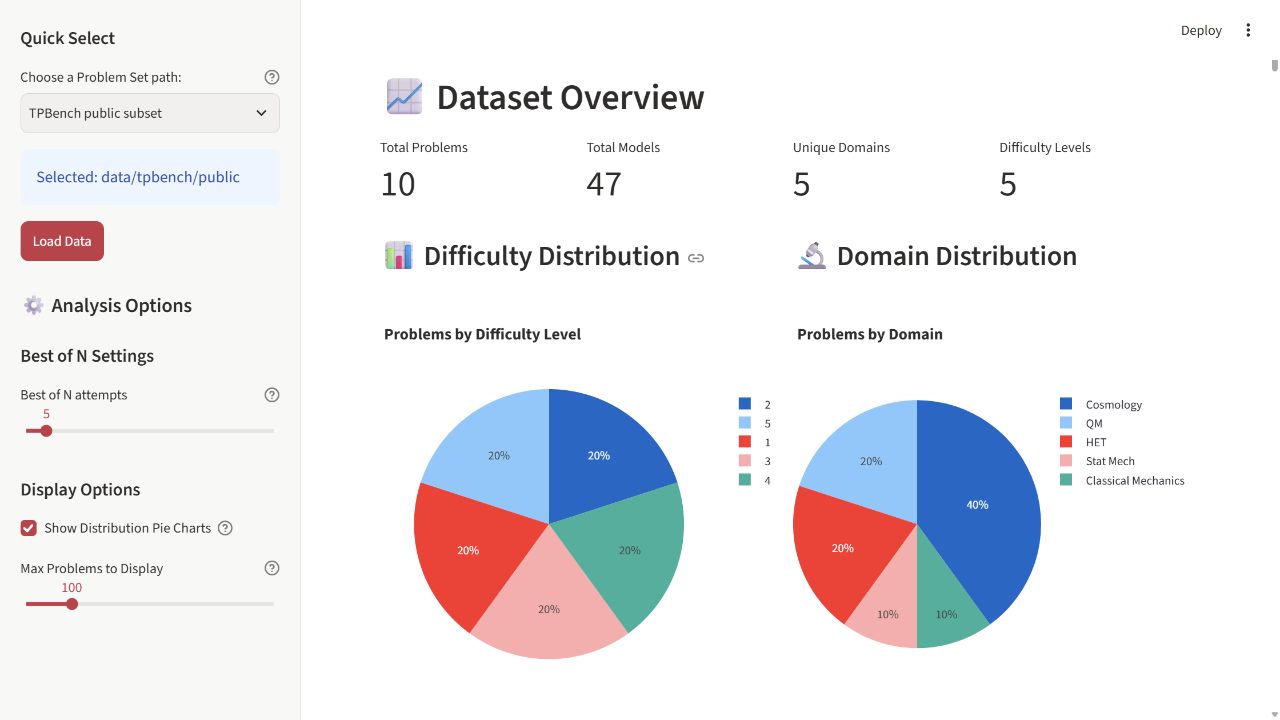 Quick Select
Choose a Problem Set path:
TPBench public subset
Selected: data/tpbench/public
Load Data
Analysis Options
Best of N Settings
Best of N attempts
5
Display Options
Show Distribution Pie Charts
Max Problems to Display
100
Deploy
Dataset Overview
Total Problems
10
Total Models
47
Unique Domains
5
Difficulty Levels
5
Difficulty Distribution
Problems by Difficulty Level
20%
20%
20%
20%
20%
2
5
1
3
4
Domain Distribution
Problems by Domain
20%
40%
20%
10%
10%
Cosmology
QM
HET
Stat Mech
Classical Mechanics